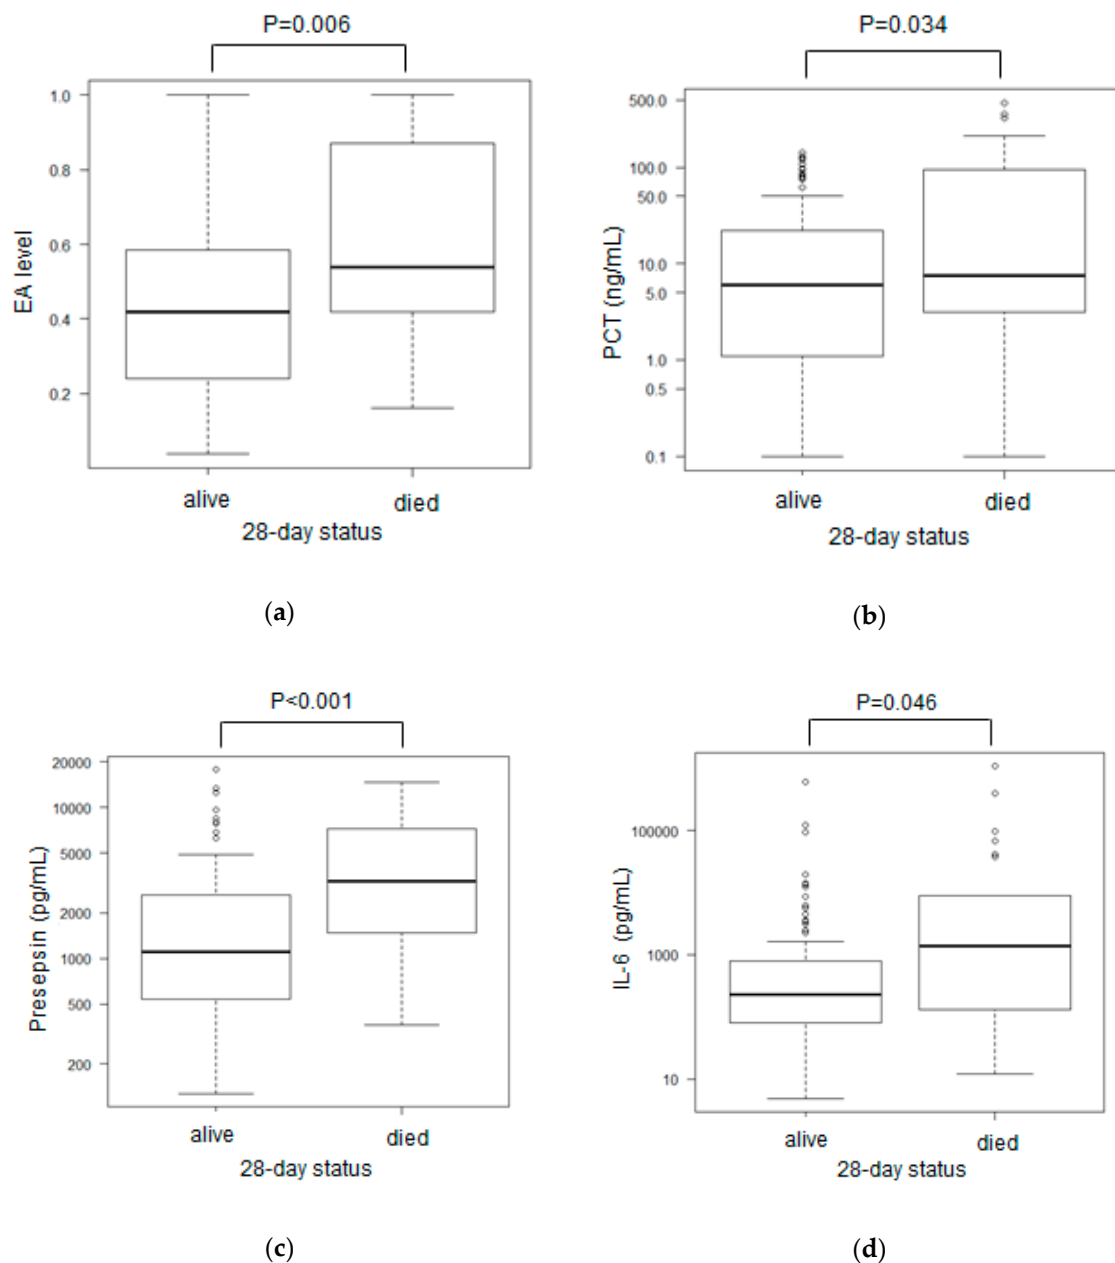 P=0.006
EA level
1.0
0.8
0.6
0.4
0.2
alive died
28-day status
(a)
P=0.034
PCT (ng/mL)
500.0
100.0
50.0
10.0
5.0
1.0
0.5
0.1
alive died
28-day status
(b)
P<0.001
Presepsin (pg/mL)
20000
10000
5000
2000
1000
500
200
alive died
28-day status
(c)
P=0.046
IL-6 (pg/mL)
100000
1000
10
alive died
28-day status
(d)